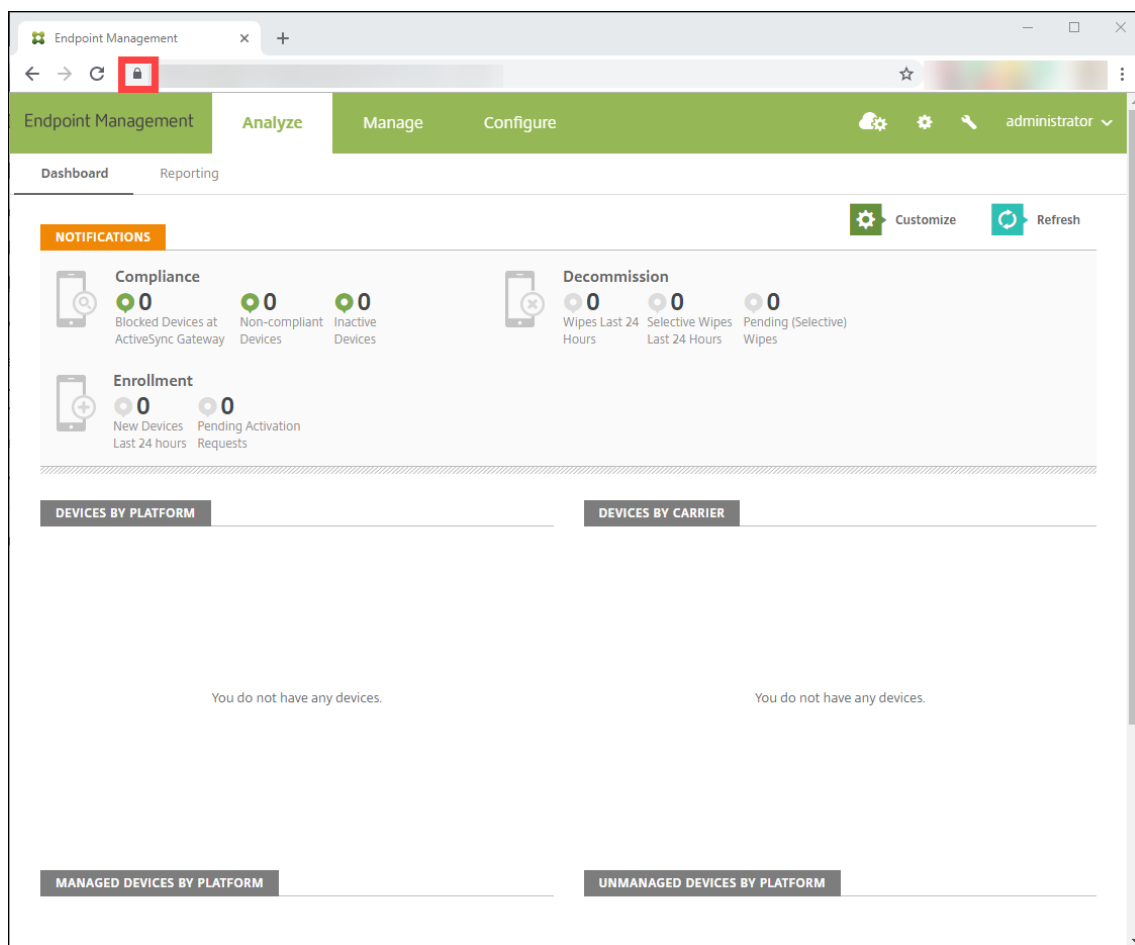 Endpoint Management
Endpoint Management
Analyze
Manage
Configure
administrator
Dashboard
Reporting
Customize
Refresh
NOTIFICATIONS
Compliance
0
0
0
Blocked Devices at
ActiveSync Gateway
Non-compliant
Devices
Inactive
Devices
Decommission
0
0
0
Wipes Last 24
Hours
Selective Wipes
Last 24 Hours
Pending (Selective)
Wipes
Enrollment
0
0
New Devices
Last 24 hours
Pending Activation
Requests
DEVICES BY PLATFORM
DEVICES BY CARRIER
You do not have any devices.
You do not have any devices.
MANAGED DEVICES BY PLATFORM
UNMANAGED DEVICES BY PLATFORM